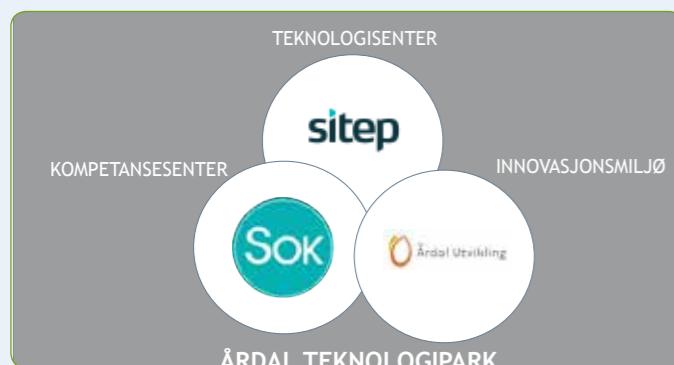 TEKNOLOGISENTER
sitep
KOMPETANSESENTER
INNOVASJONSMILJØ
SOK
Årdal Utvikling
ÅRDAL TEKNOLOGIPARK